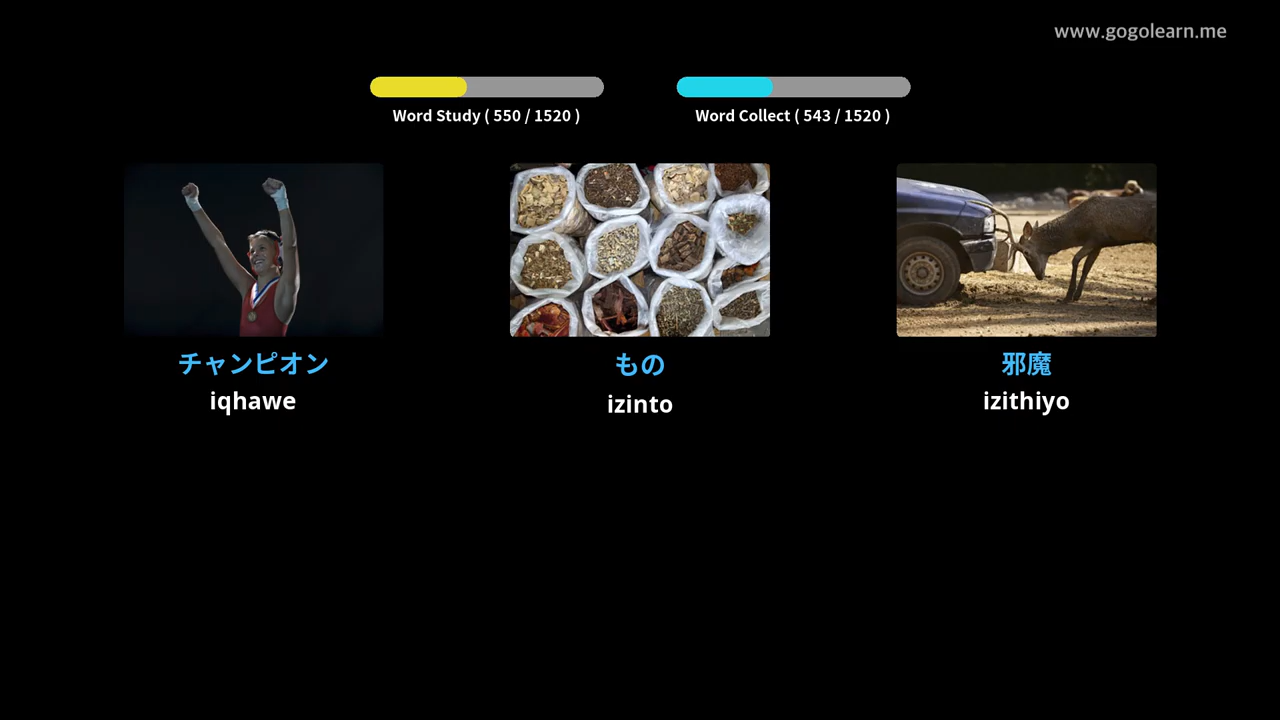 www.gogolearn.me
Word Study ( 550 / 1520 )
Word Collect ( 543 / 1520 )
チャンピオン
iqhawe
もの
izinto
邪魔
izithiyo